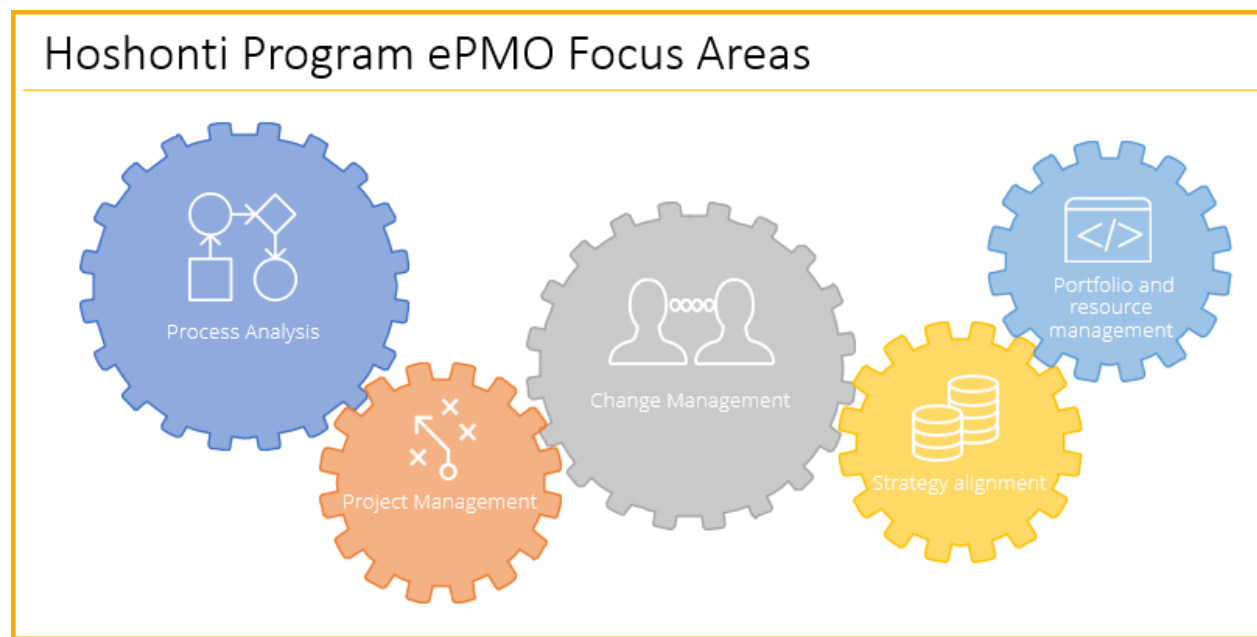 Hoshonti Program ePMO Focus Areas
Process Analysis
Project Management
Change Management
Strategy alignment
</>
Portfolio and
resource
management